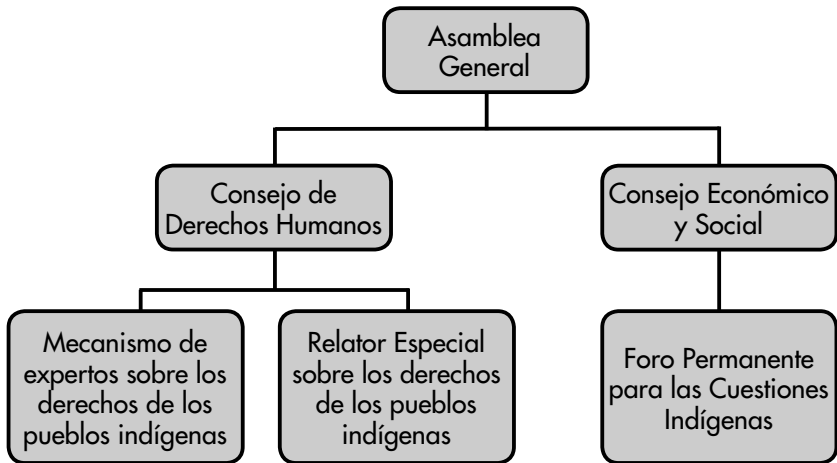 Asamblea
General
Consejo de
Derechos Humanos
Consejo Económico
y Social
Mecanismo de
expertos sobre los
derechos de los
pueblos indígenas
Relator Especial
sobre los derechos
de los pueblos
indígenas
Foro Permanente
para las Cuestiones
Indígenas